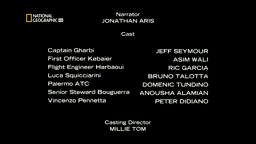 NATIONAL
GEOGRAPHIC
Narrator
JONATHAN ARIS
Cast
Captain Gharbi JEFF SEYMOUR
First Officer Kebaier ASIM WALI
Flight Engineer Harbaoui RIC GARCIA
Luca Squicciarini BRUNO TALOTTA
Palermo ATC DOMENIC TUNDINO
Senior Steward Bouguerra ANOUSHA ALAMIAN
Vincenzo Pennetta PETER DIDIANO
Casting Director
MILLIE TOM